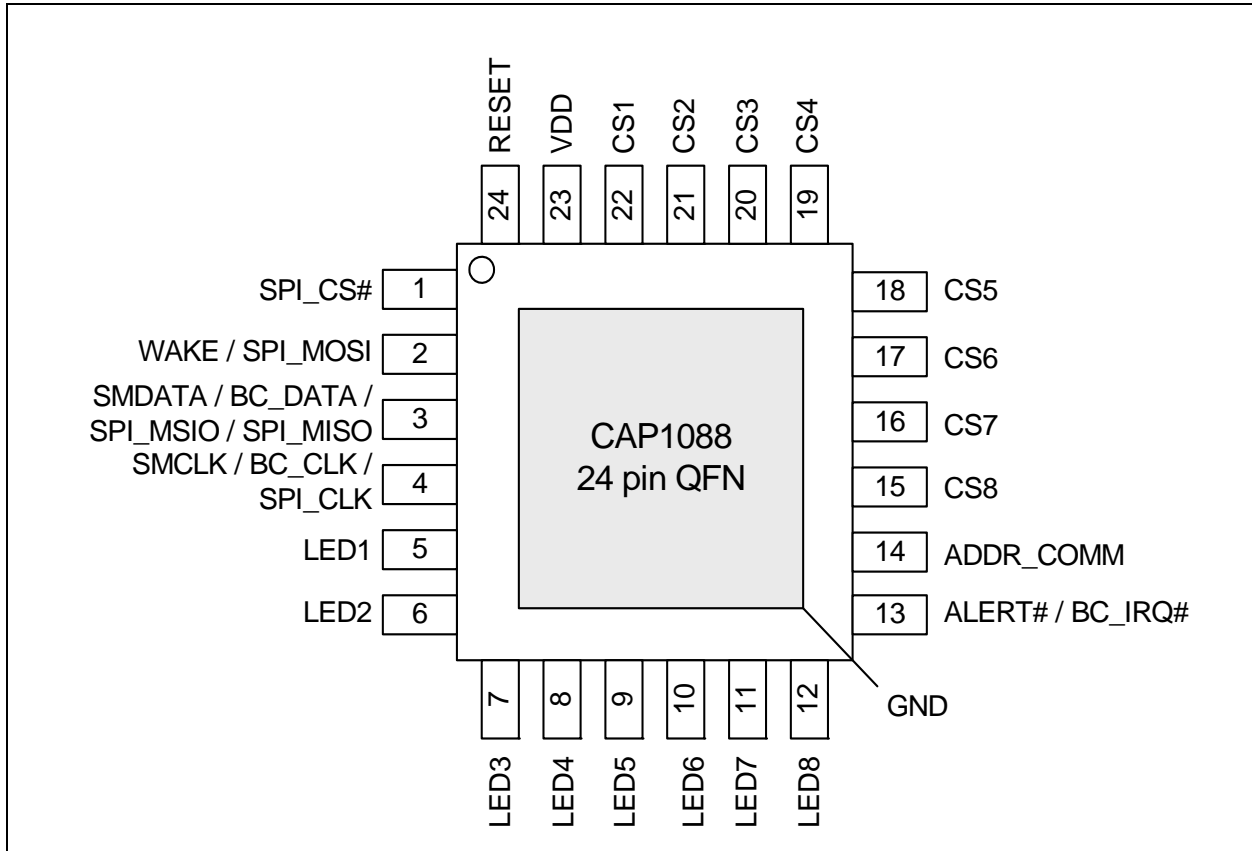 RESET
VDD
CS1
CS2
CS3
CS4
24
23
22
21
20
19
SPI_CS#
1
18
CS5
WAKE / SPI_MOSI
2
17
CS6
SMDATA / BC_DATA /
SPI_MSIO / SPI_MISO
3
16
CS7
SMCLK / BC_CLK /
SPI_CLK
4
15
CS8
LED1
5
14
ADDR_COMM
LED2
6
13
ALERT# / BC_IRQ#
CAP1088
24 pin QFN
GND
7
8
9
10
11
12
LED3
LED4
LED5
LED6
LED7
LED8